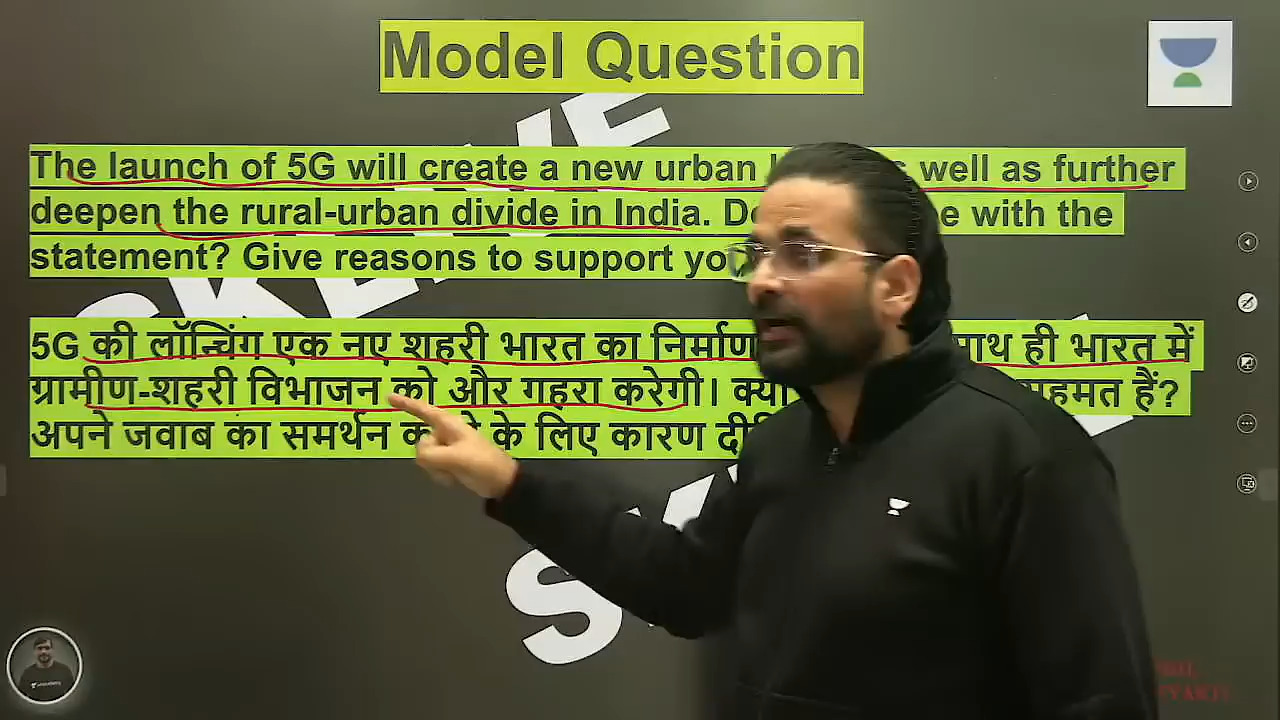 Model Question
The launch of 5G will create a new urban well as further
deepen the rural-urban divide in India. with the
statement? Give reasons to support
5G की लॉन्चिंग एक नए शहरी भारत का निर्माण साथ ही भारत में
ग्रामीण-शहरी विभाजन को और गहरा करेगी। क्या सहमत हैं?
अपने जवाब का समर्थन के लिए कारण